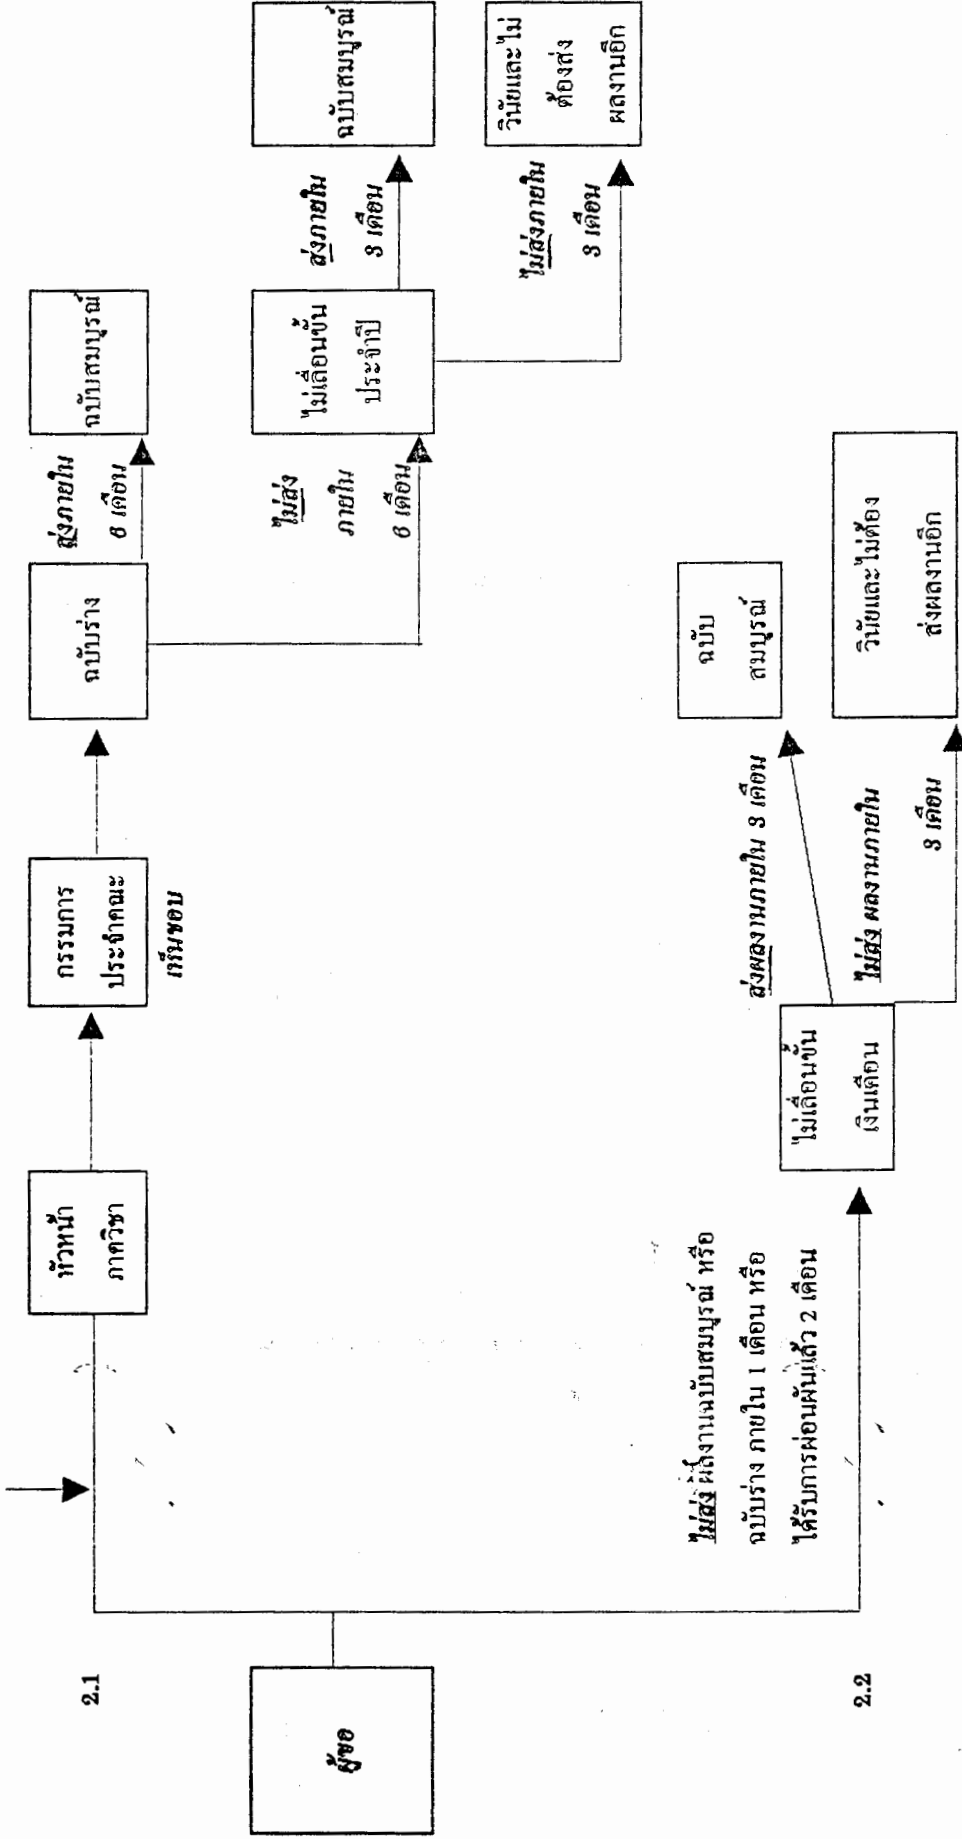 2.1
ผู้ขอ
หัวหน้า
ภาควิชา
กรรมการ
ประจำคณะ
เห็นชอบ
ฉบับร่าง
ส่งภายใน
6 เดือน
ฉบับสมบูรณ์
ไม่ส่ง
ภายใน
6 เดือน
ไม่เลื่อนขั้น
ประจำปี
ส่งภายใน
3 เดือน
ฉบับสมบูรณ์
ไม่ส่งภายใน
3 เดือน
วินัยและไม่
ต้องส่ง
ผลงานอีก
2.2
ไม่ส่ง ผลงานฉบับสมบูรณ์ หรือ
ฉบับร่าง ภายใน 1 เดือน หรือ
ได้รับการผ่อนผันแล้ว 2 เดือน
ไม่เลื่อนขั้น
เงินเดือน
ส่งผลงานภายใน 3 เดือน
ฉบับ
สมบูรณ์
ไม่ส่ง ผลงานภายใน
3 เดือน
วินัยและไม่ต้อง
ส่งผลงานอีก